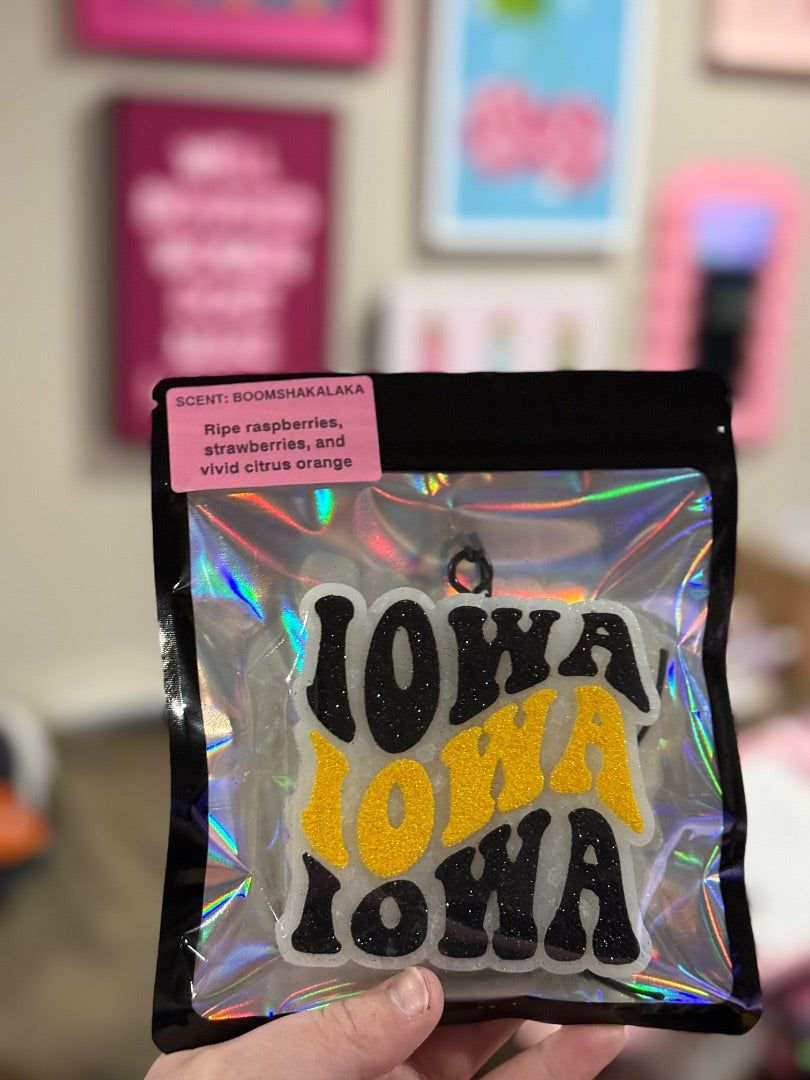 SCENT: BOOMSHAKALAKA
Ripe raspberries,
strawberries, and
vivid citrus orange
IOWA
IOWA
IOWA